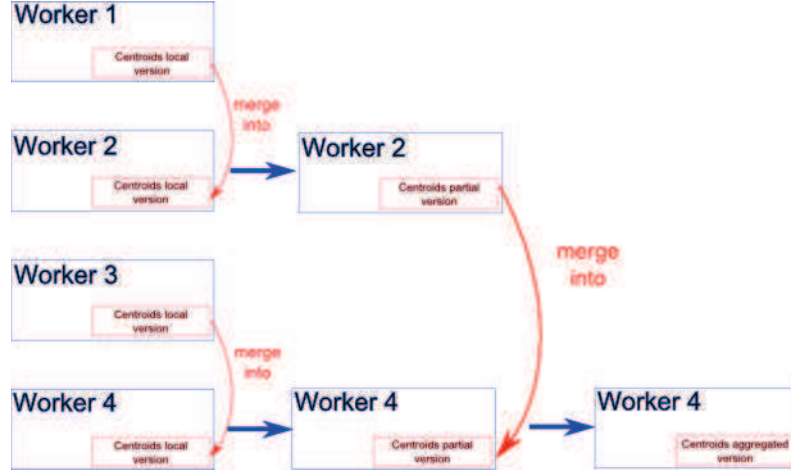 Worker 1
Centroids local
version
merge
into
Worker 2
Centroids local
version
Worker 2
Centroids partial
version
merge
into
Worker 3
Centroids local
version
merge
into
Worker 4
Centroids local
version
Worker 4
Centroids partial
version
Worker 4
Centroids aggregated
version